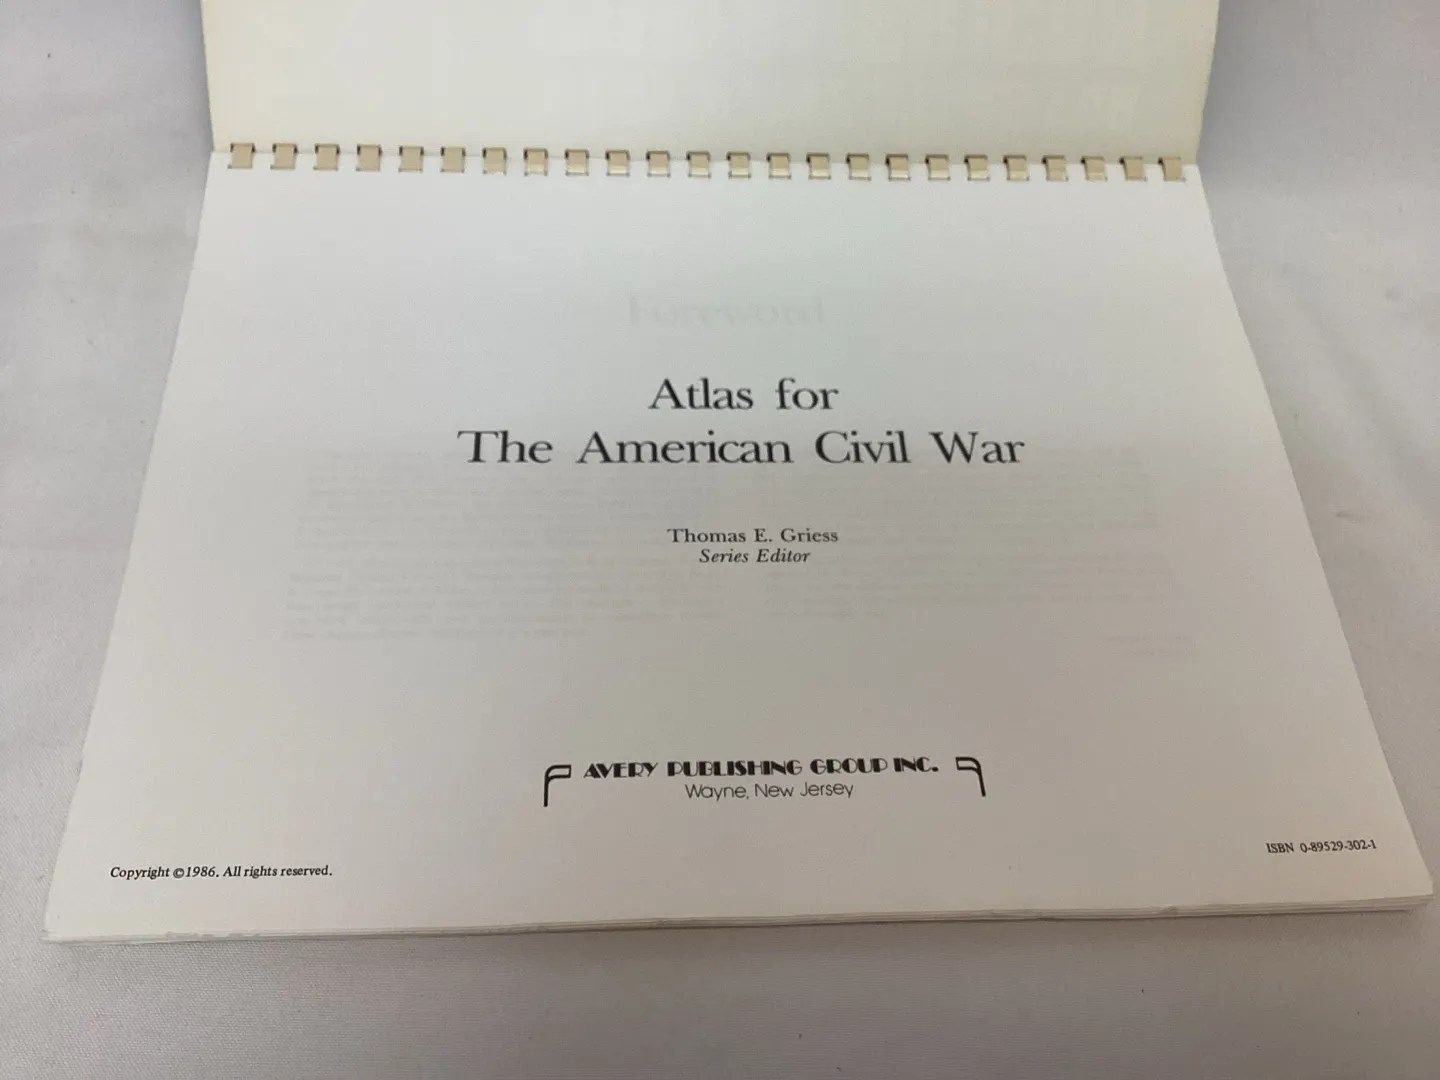 Foreword
Atlas for
The American Civil War
Thomas E. Griess
Series Editor
AVERY PUBLISHING GROUP INC.
Wayne, New Jersey
Copyright ©1986. All rights reserved.
ISBN 0-89529-302-1